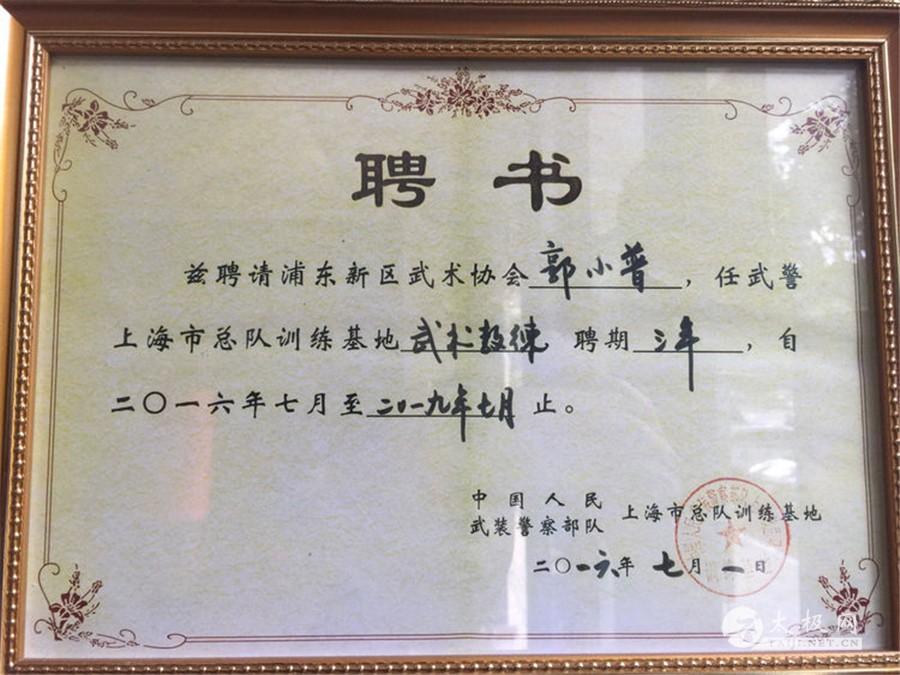 聘书
兹聘请浦东新区武术协会郭小普，任武警
上海市总队训练基地武术教练，聘期三年，自
二〇一六年七月至二〇一九年七月止。
中国人民
武装警察部队 上海市总队训练基地
二〇一六年七月一日
太极网
TAIJI.NET.CN